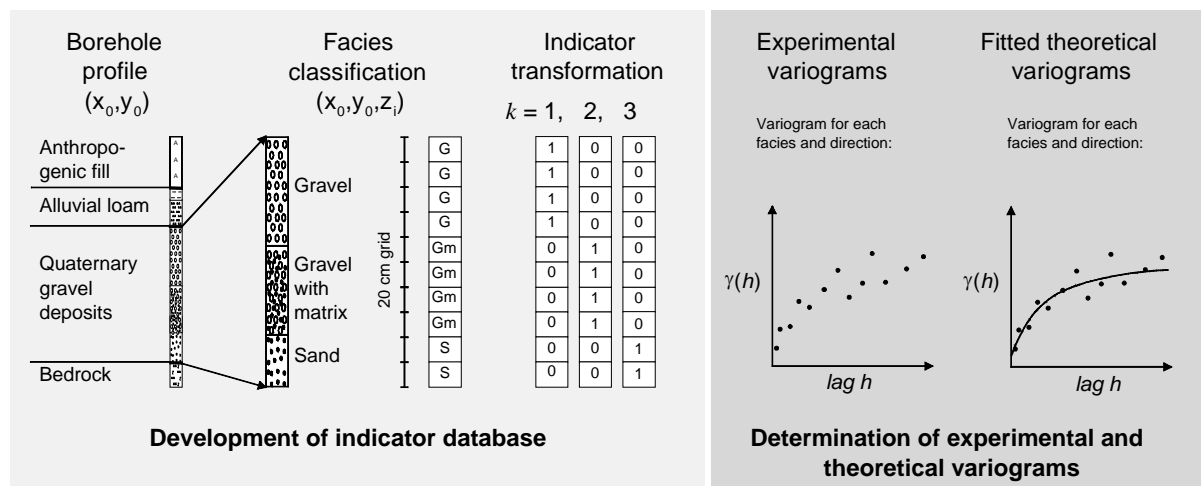 Borehole
profile
(x0,y0)
Facies
classification
(x0,y0,zi)
Indicator
transformation
k = 1, 2, 3
Anthropo-
genic fill
Alluvial loam
Quaternary
gravel
deposits
Bedrock
A A
A
A A
Gravel
Gravel
with
matrix
Sand
20 cm grid
G 1 0 0
G 1 0 0
G 1 0 0
G 1 0 0
Gm 0 1 0
Gm 0 1 0
Gm 0 1 0
Gm 0 1 0
S 0 0 1
S 0 0 1
Development of indicator database
Experimental
variograms
Variogram for each
facies and direction:
γ(h)
lag h
Fitted theoretical
variograms
Variogram for each
facies and direction:
γ(h)
lag h
Determination of experimental and
theoretical variograms